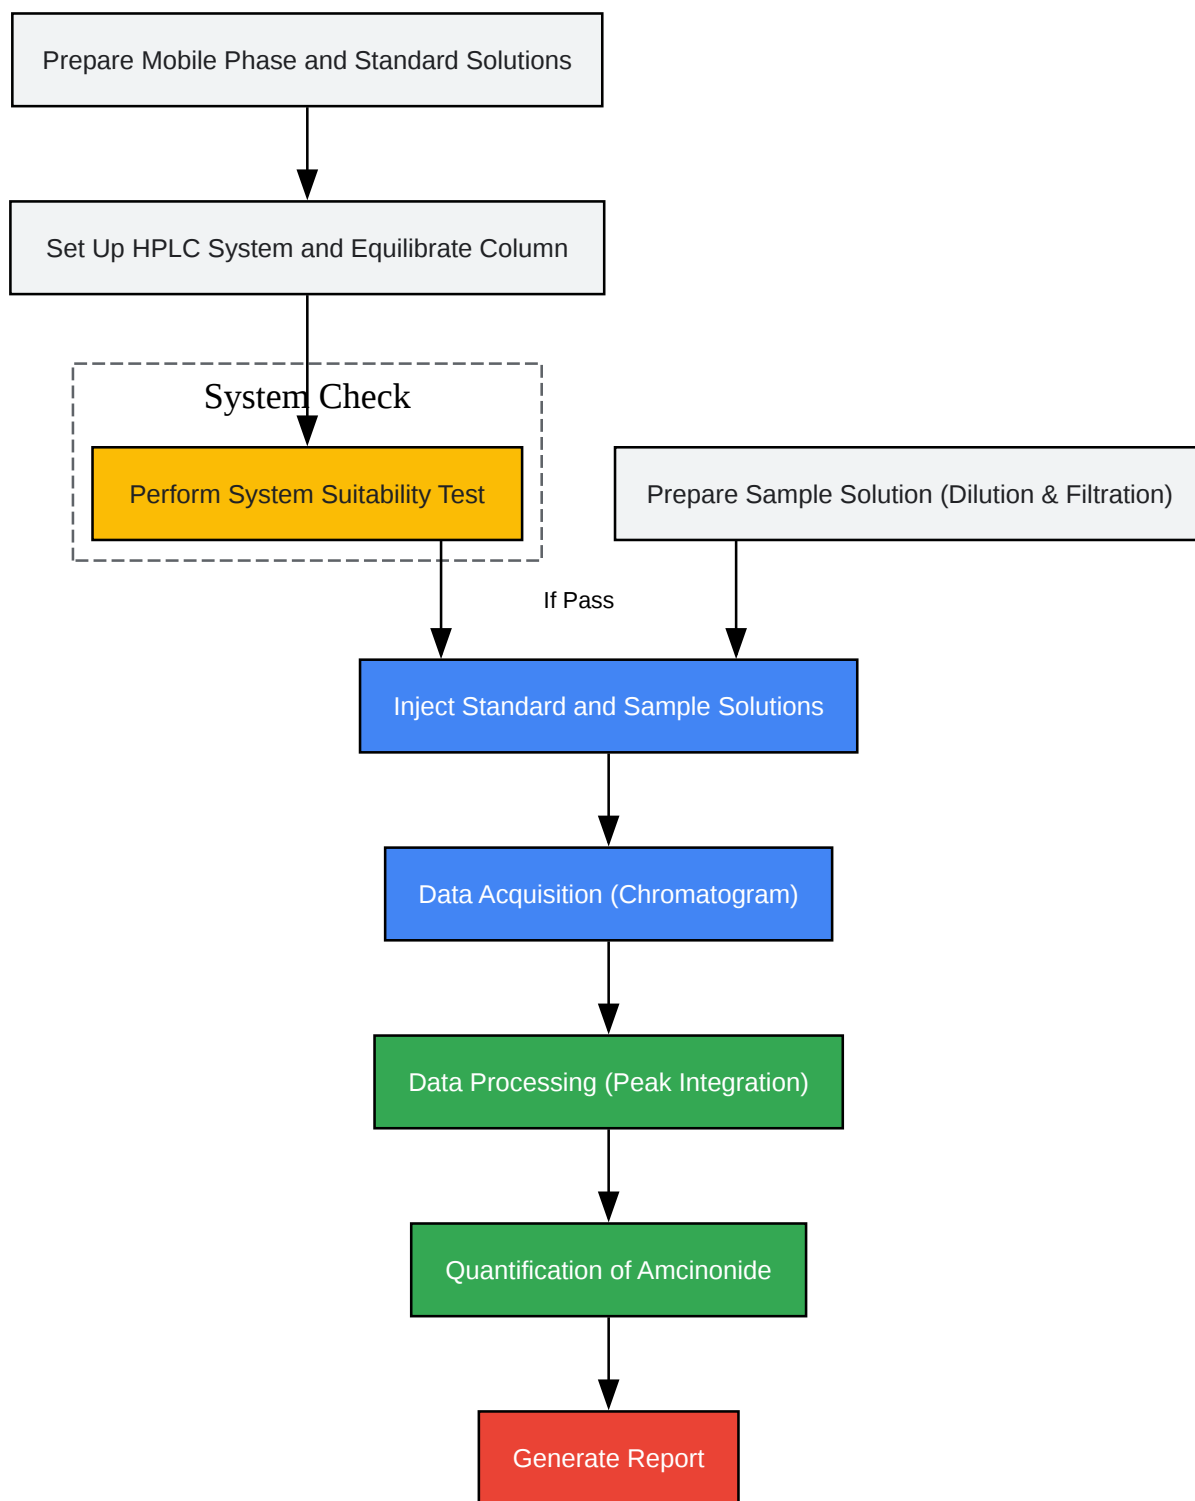 Prepare Mobile Phase and Standard Solutions
Set Up HPLC System and Equilibrate Column
System Check
Perform System Suitability Test
Prepare Sample Solution (Dilution & Filtration)
If Pass
Inject Standard and Sample Solutions
Data Acquisition (Chromatogram)
Data Processing (Peak Integration)
Quantification of Amcinonide
Generate Report